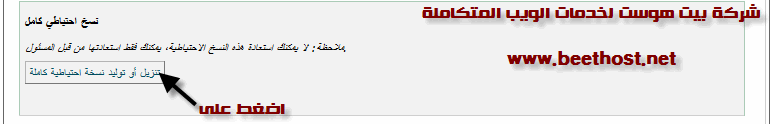 شركة بيت هوست لخدمات الويب المتكاملة
نسخ احتياطي كامل
ملاحظة : لا يمكنك استعادة هذه النسخ الاحتياطية، يمكنك فقط استعادتها من قبل المسئول.
www.beethost.net
تنزيل أو توليد نسخة احتياطية كاملة
اضغط على